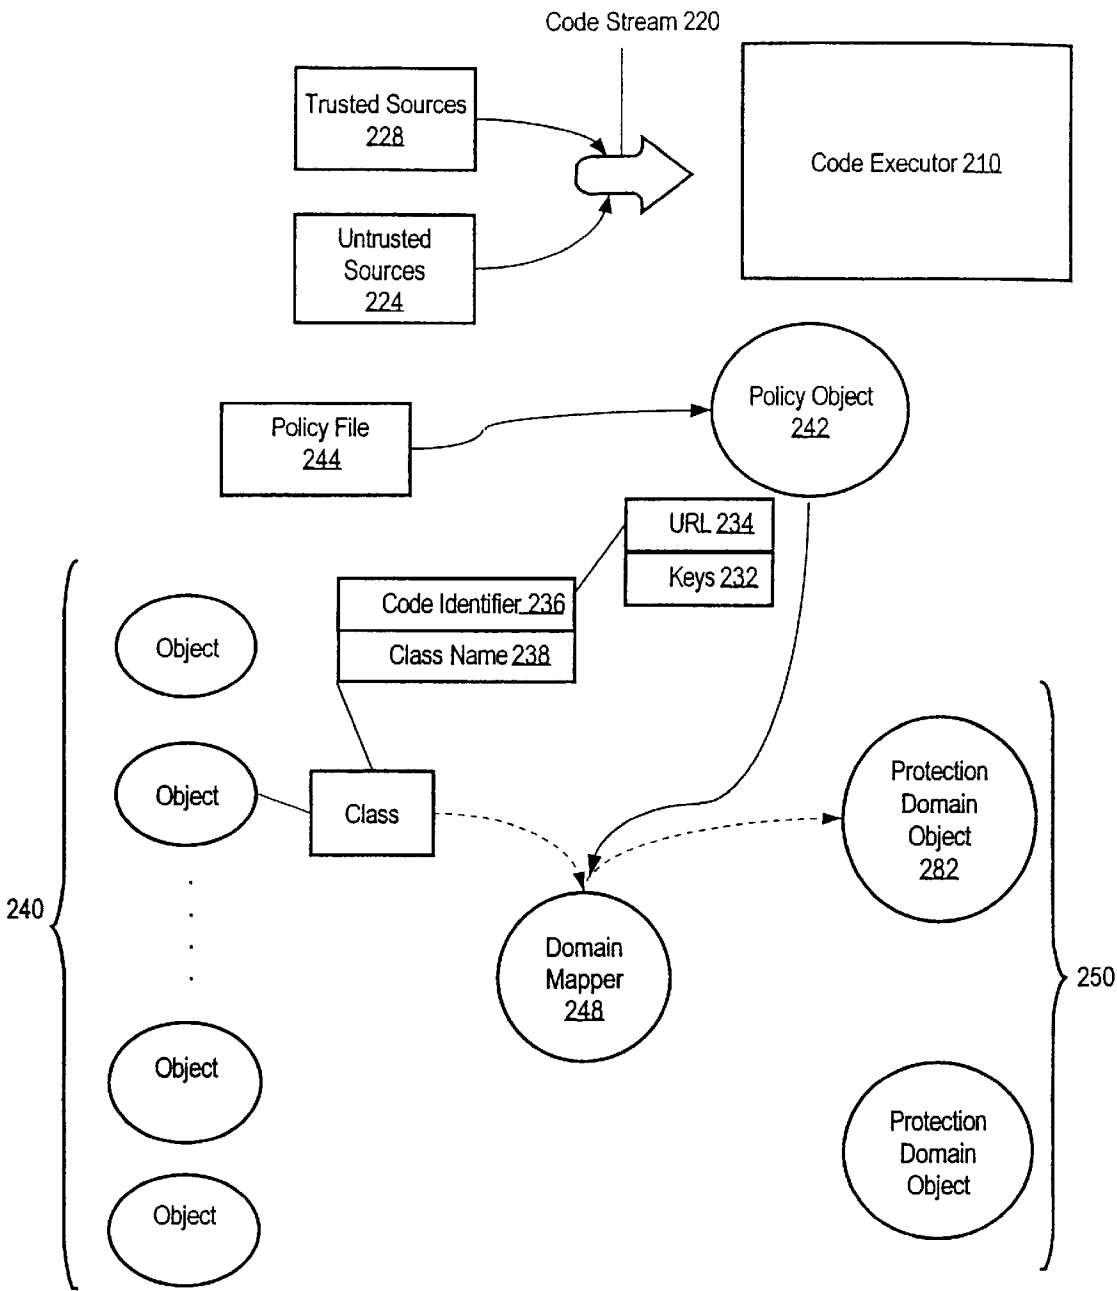 Code Stream 220
Trusted Sources
228
Code Executor 210
Untrusted
Sources
224
Policy Object
242
Policy File
244
URL 234
Keys 232
Code Identifier 236
Class Name 238
Object
Object
Class
Protection
Domain
Object
282
240
Domain
Mapper
248
250
Object
Protection
Domain
Object
Object